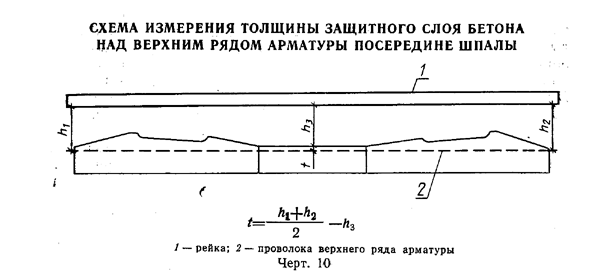 СХЕМА ИЗМЕРЕНИЯ ТОЛЩИНЫ ЗАЩИТНОГО СЛОЯ БЕТОНА
НАД ВЕРХНИМ РЯДОМ АРМАТУРЫ ПОСЕРЕДИНЕ ШПАЛЫ
1
h₁
h₃
h₂
t
2
t= (h₁+h₂)/2 —h₃
1 — рейка; 2 — проволока верхнего ряда арматуры
Черт. 10